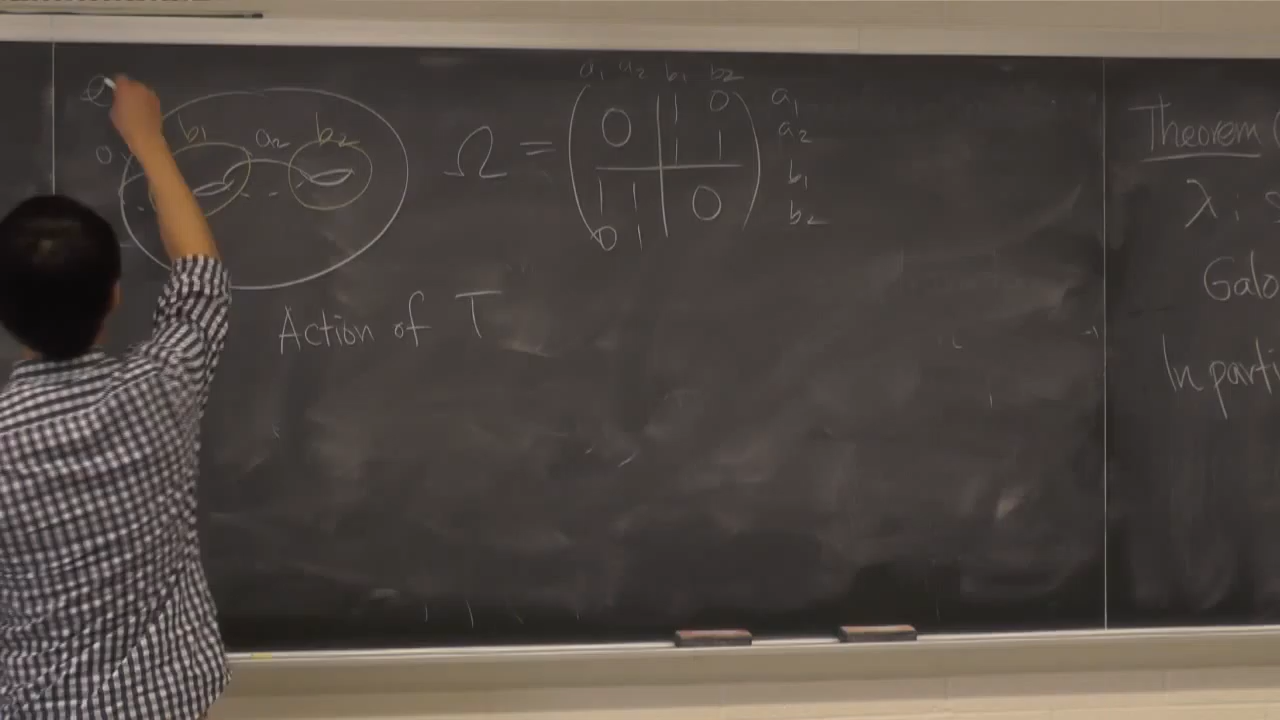 a₁ a₂ b₁ b₂
b₁ a₂ b₂
Ω = ( 0 | 1 0 ) a₁
1 1 a₂
1 1 | 0 b₁
0 1 b₂
Action of T
Theorem (
λ :
Galo
In parti